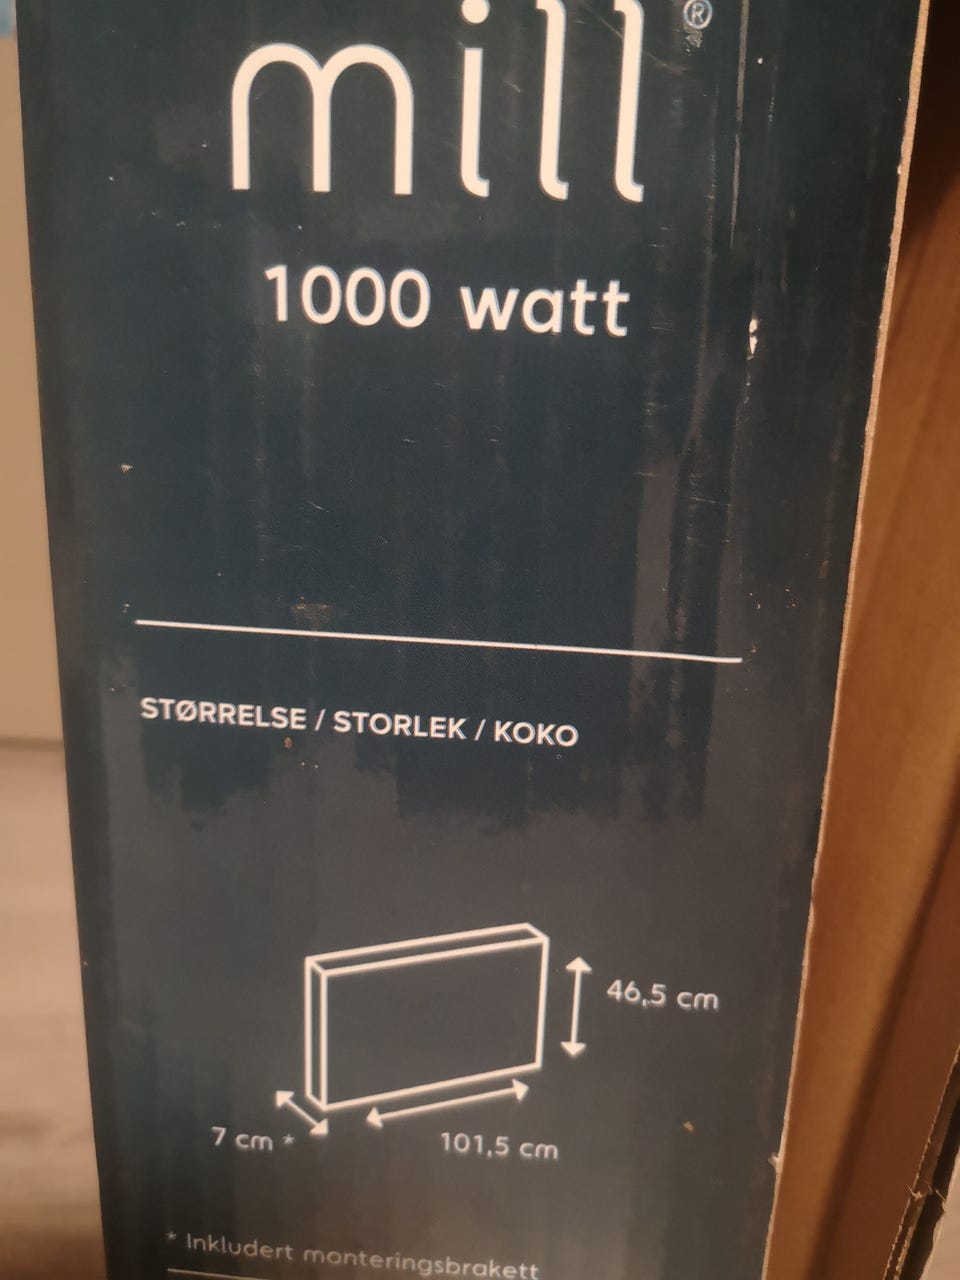 mill®
1000 watt
STØRRELSE / STORLEK / KOKO
46,5 cm
7 cm *
101,5 cm
* Inkludert monteringsbrakett